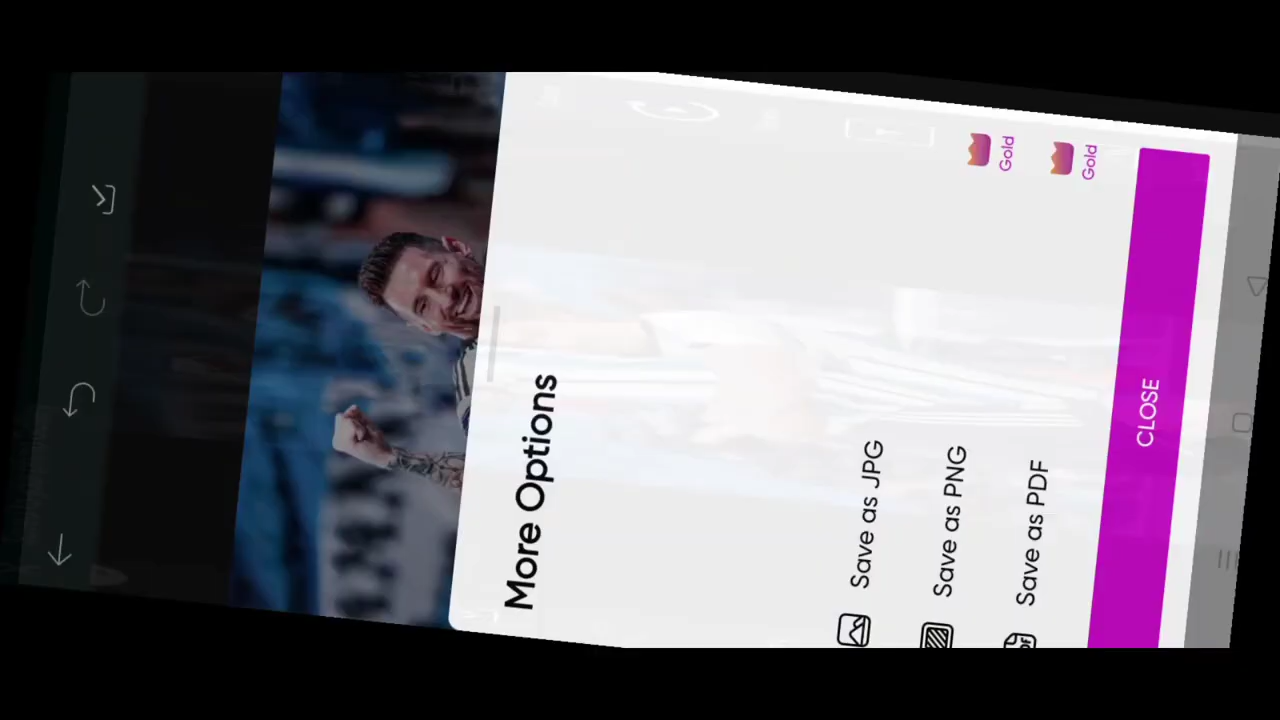 More Options
Save as JPG
Save as PNG
Gold
Save as PDF
Gold
CLOSE